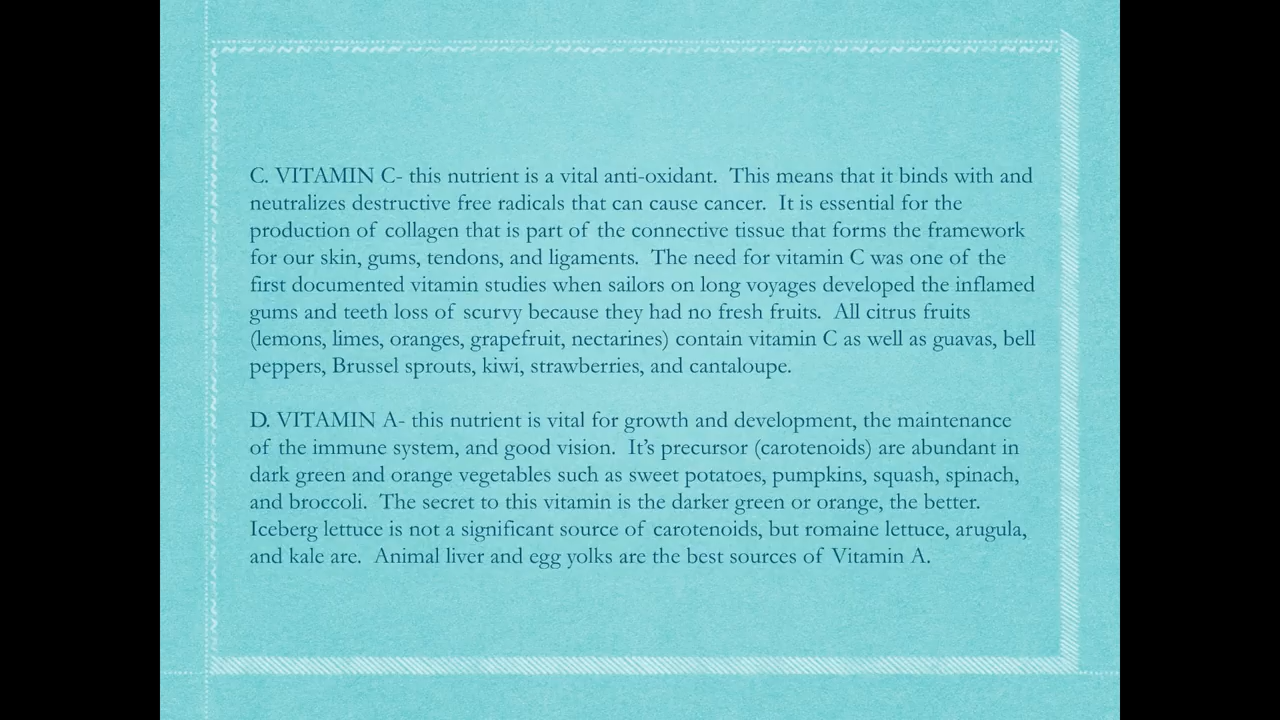 C. VITAMIN C- this nutrient is a vital anti-oxidant.  This means that it binds with and
neutralizes destructive free radicals that can cause cancer.  It is essential for the
production of collagen that is part of the connective tissue that forms the framework
for our skin, gums, tendons, and ligaments.  The need for vitamin C was one of the
first documented vitamin studies when sailors on long voyages developed the inflamed
gums and teeth loss of scurvy because they had no fresh fruits.  All citrus fruits
(lemons, limes, oranges, grapefruit, nectarines) contain vitamin C as well as guavas, bell
peppers, Brussel sprouts, kiwi, strawberries, and cantaloupe.
D. VITAMIN A- this nutrient is vital for growth and development, the maintenance
of the immune system, and good vision.  It’s precursor (carotenoids) are abundant in
dark green and orange vegetables such as sweet potatoes, pumpkins, squash, spinach,
and broccoli.  The secret to this vitamin is the darker green or orange, the better.
Iceberg lettuce is not a significant source of carotenoids, but romaine lettuce, arugula,
and kale are.  Animal liver and egg yolks are the best sources of Vitamin A.